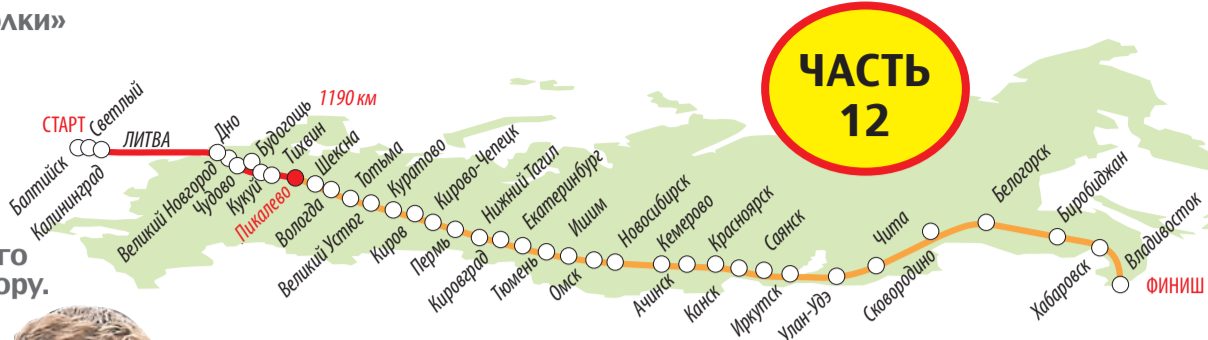 олки»
ЧАСТЬ
12
1190 км
СТАРТ
Балтийск
Светлый
Калининград
ЛИТВА
Дно
Великий Новгород
Чудово
Будогощь
Кукуй
Тихвин
Пикалево
Шексна
Вологда
Тотьма
Великий Устюг
Куратово
Киров
Кирово-Чепецк
Пермь
Нижний Тагил
Кировград
Екатеринбург
Тюмень
Ишим
Омск
Новосибирск
Ачинск
Кемерово
Канск
Красноярск
Иркутск
Саянск
Улан-Удэ
Чита
Сковородино
Белогорск
Биробиджан
Хабаровск
Владивосток
ФИНИШ
го
ору.